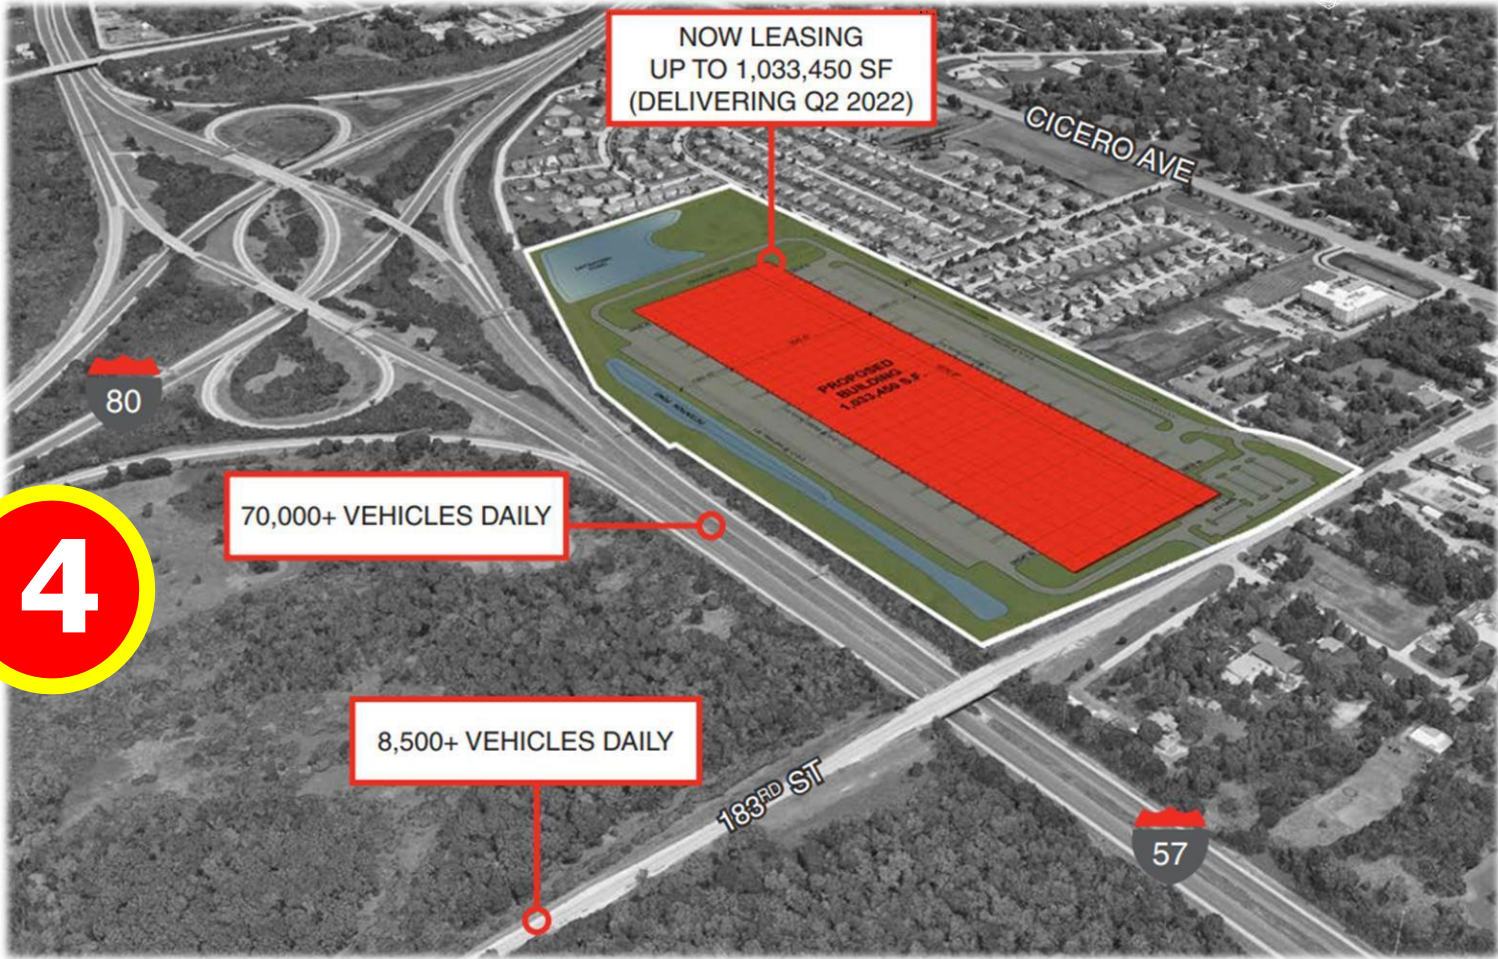 NOW LEASING
UP TO 1,033,450 SF
(DELIVERING Q2 2022)
CICERO AVE
PROPOSED
BUILDING
1,033,450 S.F.
80
70,000+ VEHICLES DAILY
4
8,500+ VEHICLES DAILY
183RD ST
57